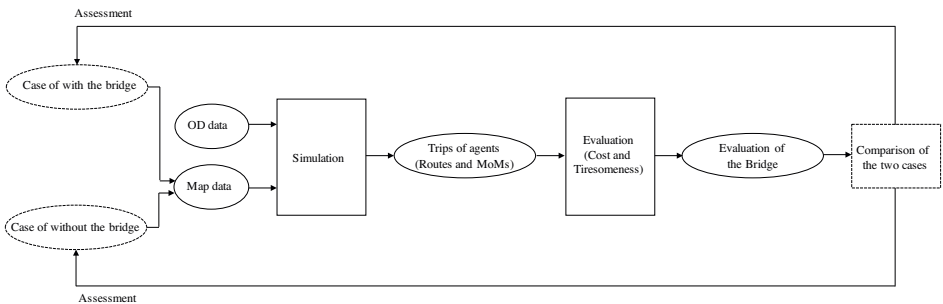 Assessment
Case of with the bridge
OD data
Map data
Case of without the bridge
Simulation
Trips of agents
(Routes and MoMs)
Evaluation
(Cost and
Tiresomeness)
Evaluation of
the Bridge
Comparison of
the two cases
Assessment